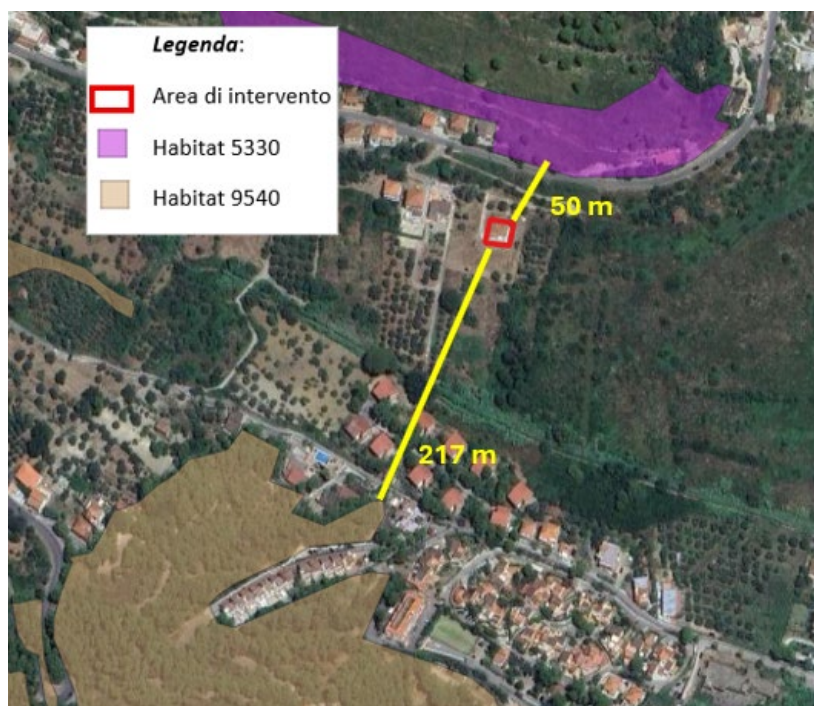 Legenda:
Area di intervento
Habitat 5330
Habitat 9540
50 m
217 m